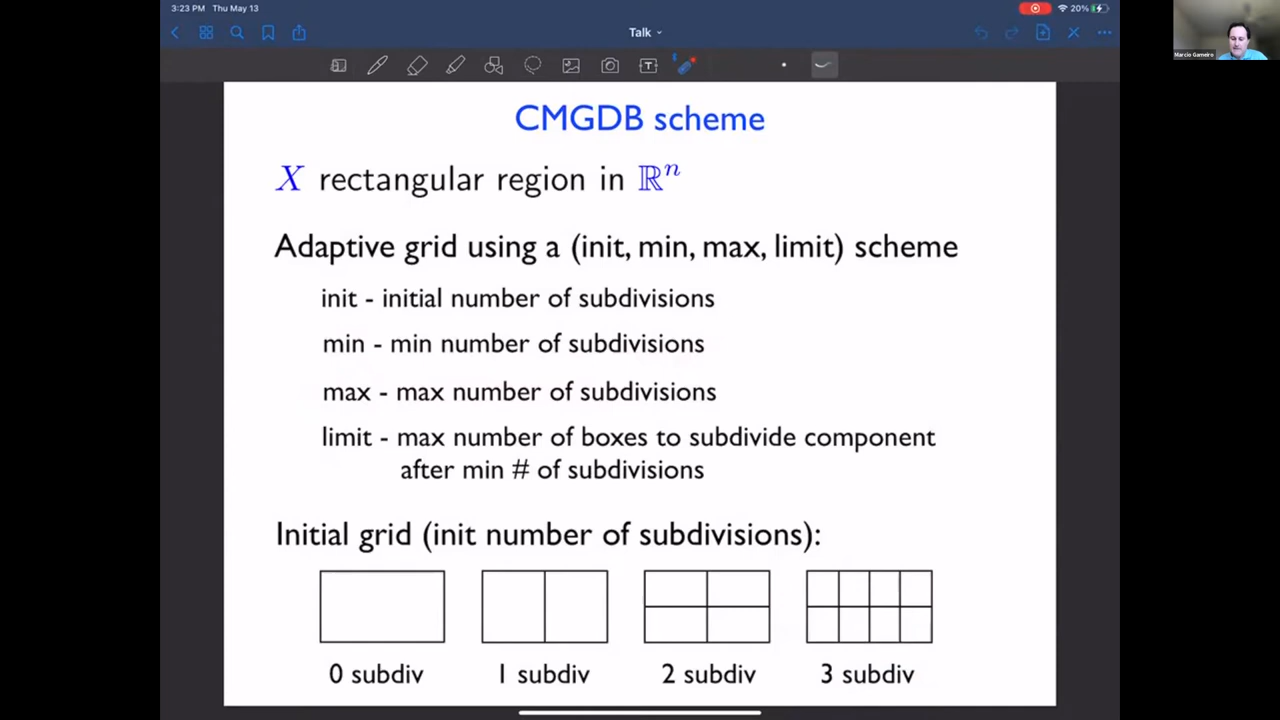 3:23 PM Thu May 13
20%
Talk
Marcio Gameiro
CMGDB scheme
X rectangular region in ℝⁿ
Adaptive grid using a (init, min, max, limit) scheme
init - initial number of subdivisions
min - min number of subdivisions
max - max number of subdivisions
limit - max number of boxes to subdivide component
after min # of subdivisions
Initial grid (init number of subdivisions):
0 subdiv 1 subdiv 2 subdiv 3 subdiv